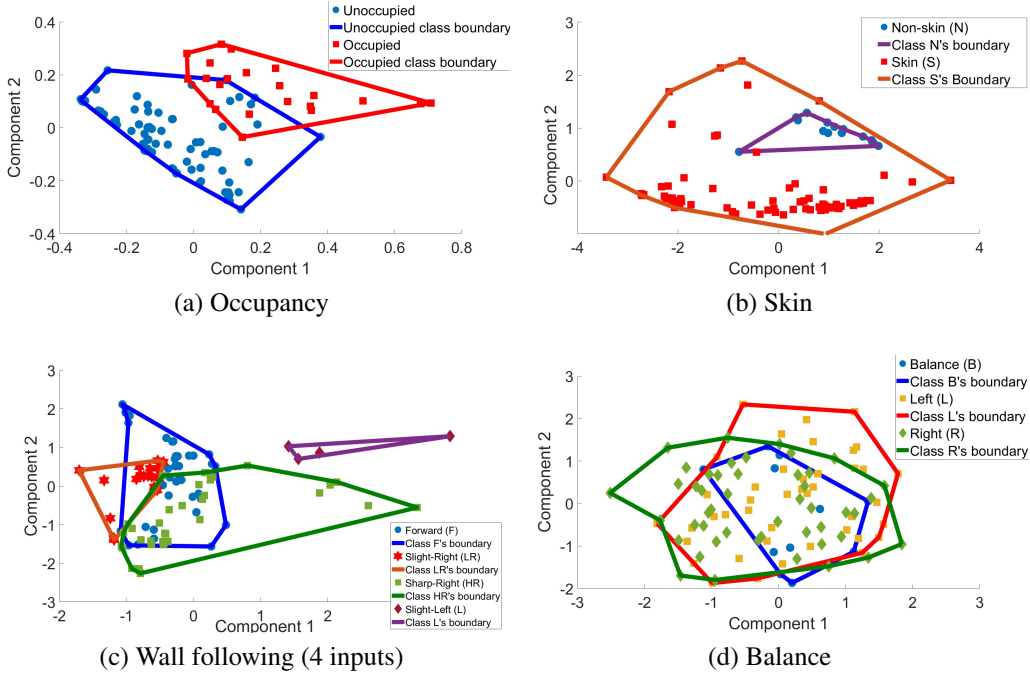 0.4
0.2
0
-0.2
-0.4
Component 2
-0.4
-0.2
0
0.2
0.4
0.6
0.8
Component 1
Unoccupied
Unoccupied class boundary
Occupied
Occupied class boundary
(a) Occupancy
3
2
1
0
Component 2
-4
-2
0
2
4
Component 1
Non-skin (N)
Class N's boundary
Skin (S)
Class S's Boundary
(b) Skin
3
2
1
0
-1
-2
-3
Component 2
-2
-1
0
1
2
Component 1
Forward (F)
Class F's boundary
Slight-Right (LR)
Class LR's boundary
Sharp-Right (HR)
Class HR's boundary
Slight-Left (L)
Class L's boundary
(c) Wall following (4 inputs)
3
2
1
0
-1
-2
Component 2
-3
-2
-1
0
1
2
3
Component 1
Balance (B)
Class B's boundary
Left (L)
Class L's boundary
Right (R)
Class R's boundary
(d) Balance